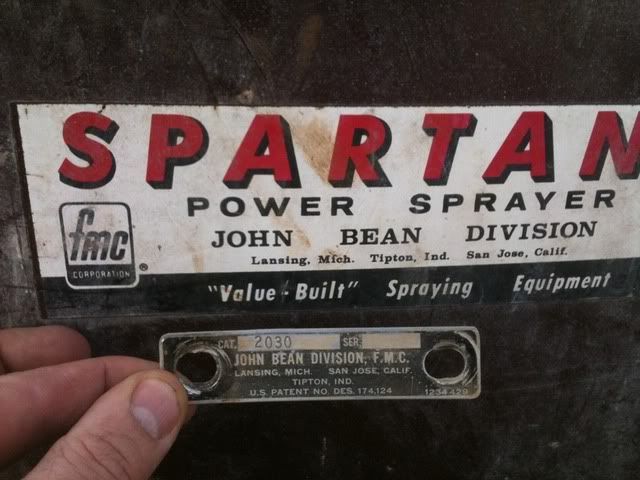 SPARTAN
POWER SPRAYER
fmc
CORPORATION
®
JOHN BEAN DIVISION
Lansing, Mich. Tipton, Ind. San Jose, Calif.
"Value-Built" Spraying Equipment
CAT. 2030 SER.
JOHN BEAN DIVISION, F.M.C.
LANSING, MICH. SAN JOSE, CALIF.
TIPTON, IND.
U.S. PATENT NO. DES. 174,124 1234429